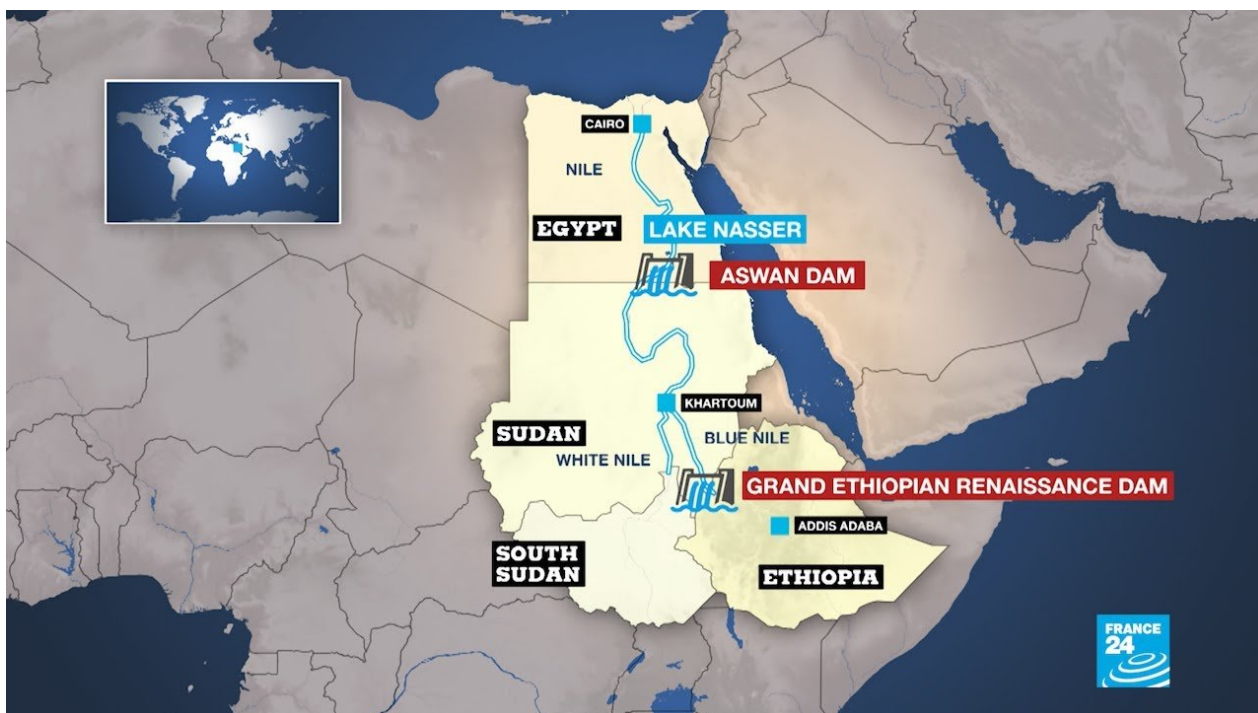 CAIRO
NILE
EGYPT
LAKE NASSER
ASWAN DAM
KHARTOUM
SUDAN
BLUE NILE
WHITE NILE
GRAND ETHIOPIAN RENAISSANCE DAM
ADDIS ADABA
SOUTH
SUDAN
ETHIOPIA
FRANCE
24